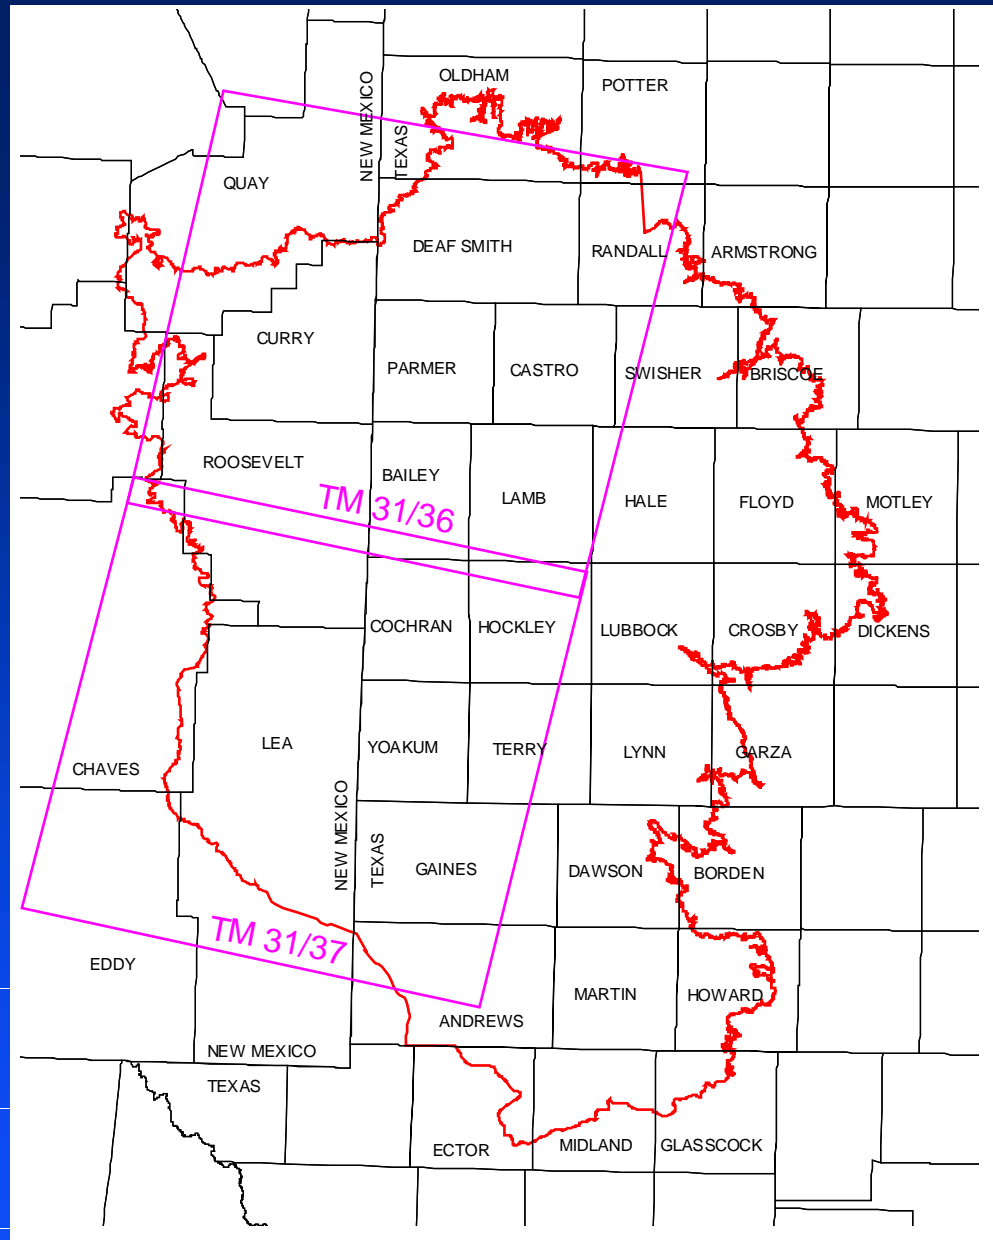 OLDHAM
POTTER
NEW MEXICO
TEXAS
QUAY
DEAF SMITH
RANDALL
ARMSTRONG
CURRY
PARMER
CASTRO
SWISHER
BRISCOE
ROOSEVELT
BAILEY
LAMB
HALE
FLOYD
MOTLEY
TM 31/36
COCHRAN
HOCKLEY
LUBBOCK
CROSBY
DICKENS
LEA
YOAKUM
TERRY
LYNN
GARZA
CHAVES
NEW MEXICO
TEXAS
GAINES
DAWSON
BORDEN
TM 31/37
EDDY
MARTIN
HOWARD
ANDREWS
NEW MEXICO
TEXAS
ECTOR
MIDLAND
GLASSCOCK